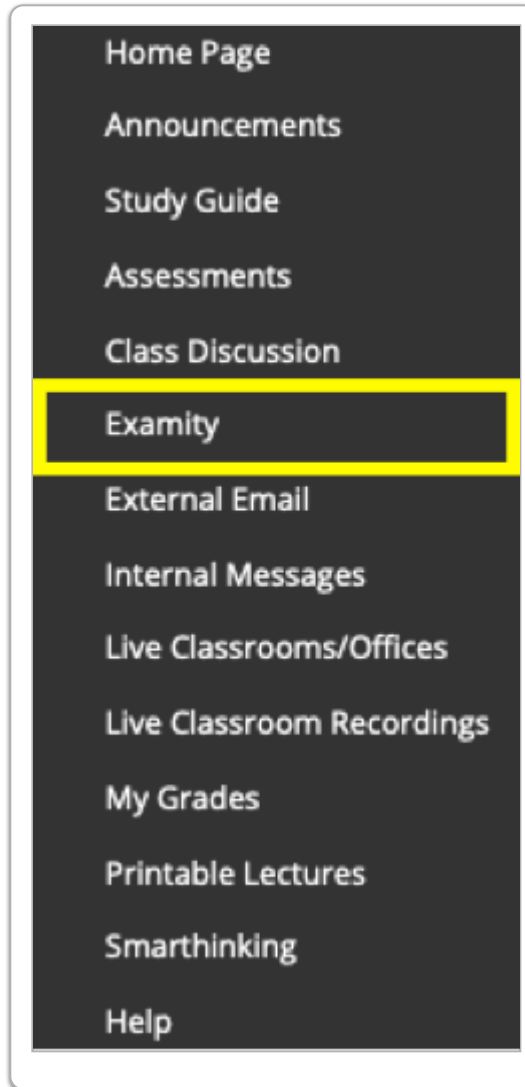 Home Page
Announcements
Study Guide
Assessments
Class Discussion
Examity
External Email
Internal Messages
Live Classrooms/Offices
Live Classroom Recordings
My Grades
Printable Lectures
Smarthinking
Help